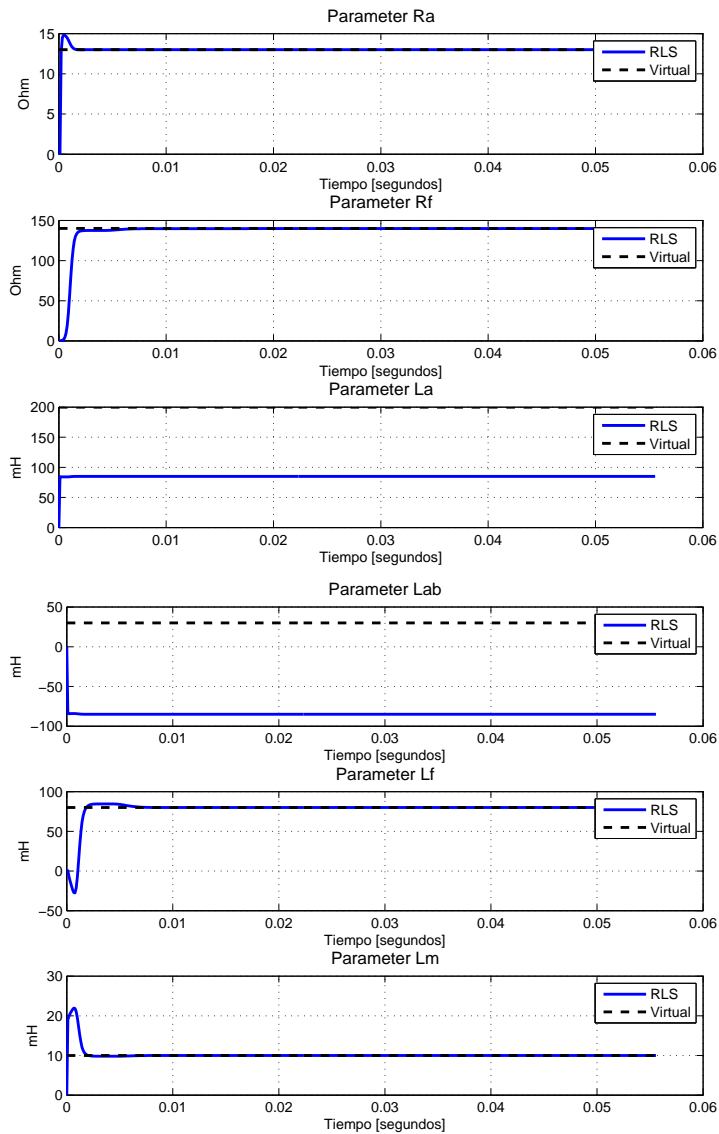 Parameter Ra
15
10
5
0
Ohm
RLS
Virtual
0 0.01 0.02 0.03 0.04 0.05 0.06
Tiempo [segundos]
Parameter Rf
150
100
50
0
Ohm
RLS
Virtual
0 0.01 0.02 0.03 0.04 0.05 0.06
Tiempo [segundos]
Parameter La
200
150
100
50
0
mH
RLS
Virtual
0 0.01 0.02 0.03 0.04 0.05 0.06
Tiempo [segundos]
Parameter Lab
50
0
−50
−100
mH
RLS
Virtual
0 0.01 0.02 0.03 0.04 0.05 0.06
Tiempo [segundos]
Parameter Lf
100
50
0
−50
mH
RLS
Virtual
0 0.01 0.02 0.03 0.04 0.05 0.06
Tiempo [segundos]
Parameter Lm
30
20
10
0
mH
RLS
Virtual
0 0.01 0.02 0.03 0.04 0.05 0.06
Tiempo [segundos]